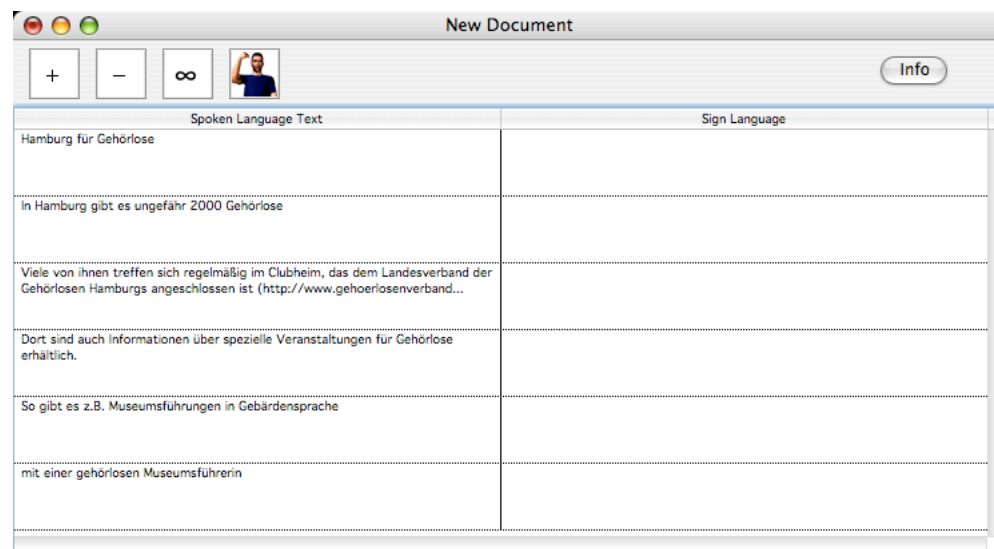 New Document
+ − ∞ Info
Spoken Language Text Sign Language
Hamburg für Gehörlose
In Hamburg gibt es ungefähr 2000 Gehörlose
Viele von ihnen treffen sich regelmäßig im Clubheim, das dem Landesverband der
Gehörlosen Hamburgs angeschlossen ist (http://www.gehoerlosenverband...
Dort sind auch Informationen über spezielle Veranstaltungen für Gehörlose
erhältlich.
So gibt es z.B. Museumsführungen in Gebärdensprache
mit einer gehörlosen Museumsführerin